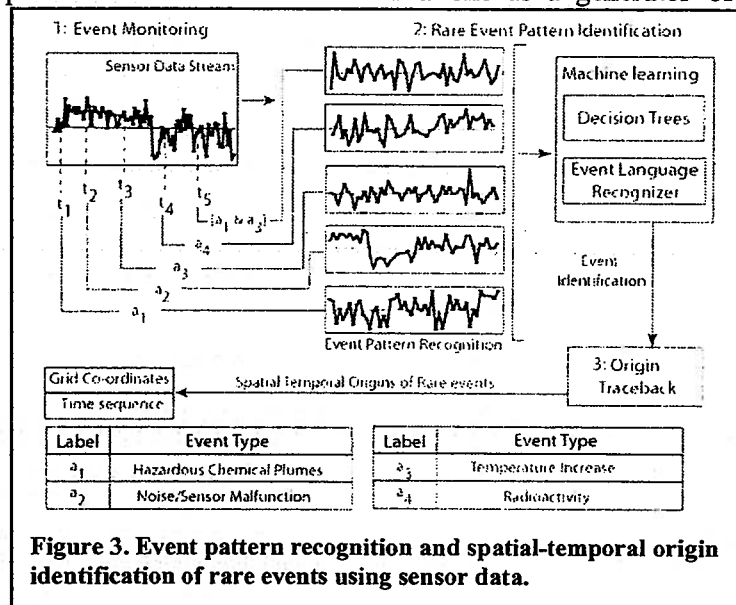 1: Event Monitoring
2: Rare Event Pattern Identification
Sensor Data Stream
t1
t2
t3
t4
t5
[a1 & a3]
a4
a3
a2
a1
Event Pattern Recognition
Machine learning
Decision Trees
Event Language
Recognizer
Event
Identification
3: Origin
Traceback
Spatial Temporal Origins of Rare events
Grid Co-ordinates
Time sequence
Label Event Type
a1 Hazardous Chemical Plumes
a2 Noise/Sensor Malfunction
Label Event Type
a3 Temperature Increase
a4 Radioactivity
Figure 3. Event pattern recognition and spatial-temporal origin
identification of rare events using sensor data.